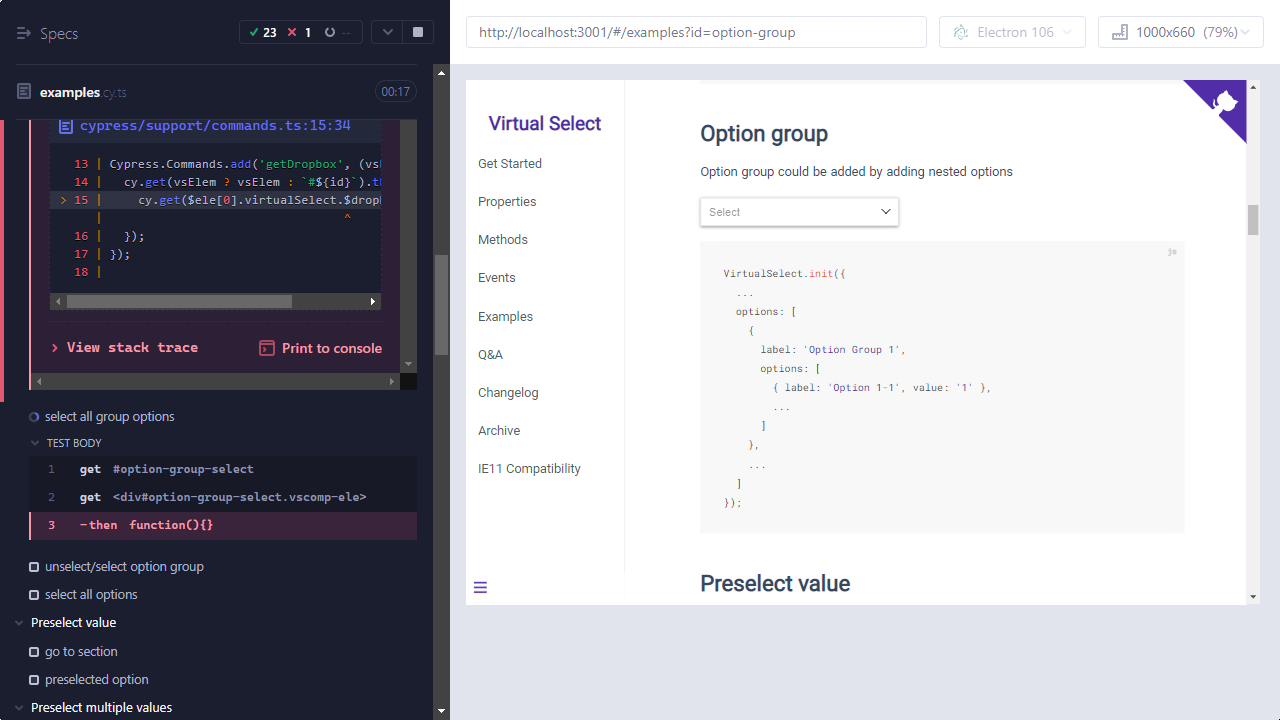 Specs
23
1
--
examples.cy.ts
00:17
cypress/support/commands.ts:15:34
13 | Cypress.Commands.add('getDropbox', (vsE
14 | cy.get(vsElem ? vsElem : `#${id}`).t
> 15 | cy.get($ele[0].virtualSelect.$drop
| ^
16 | });
17 | });
18 |
> View stack trace
Print to console
select all group options
TEST BODY
1 get #option-group-select
2 get <div#option-group-select.vscomp-ele>
3 -then function(){}
unselect/select option group
select all options
Preselect value
go to section
preselected option
Preselect multiple values
http://localhost:3001/#/examples?id=option-group
Electron 106
1000x660 (79%)
Virtual Select
Get Started
Properties
Methods
Events
Examples
Q&A
Changelog
Archive
IE11 Compatibility
Option group
Option group could be added by adding nested options
Select
js
VirtualSelect.init({
...
options: [
{
label: 'Option Group 1',
options: [
{ label: 'Option 1-1', value: '1' },
...
]
},
...
]
});
Preselect value